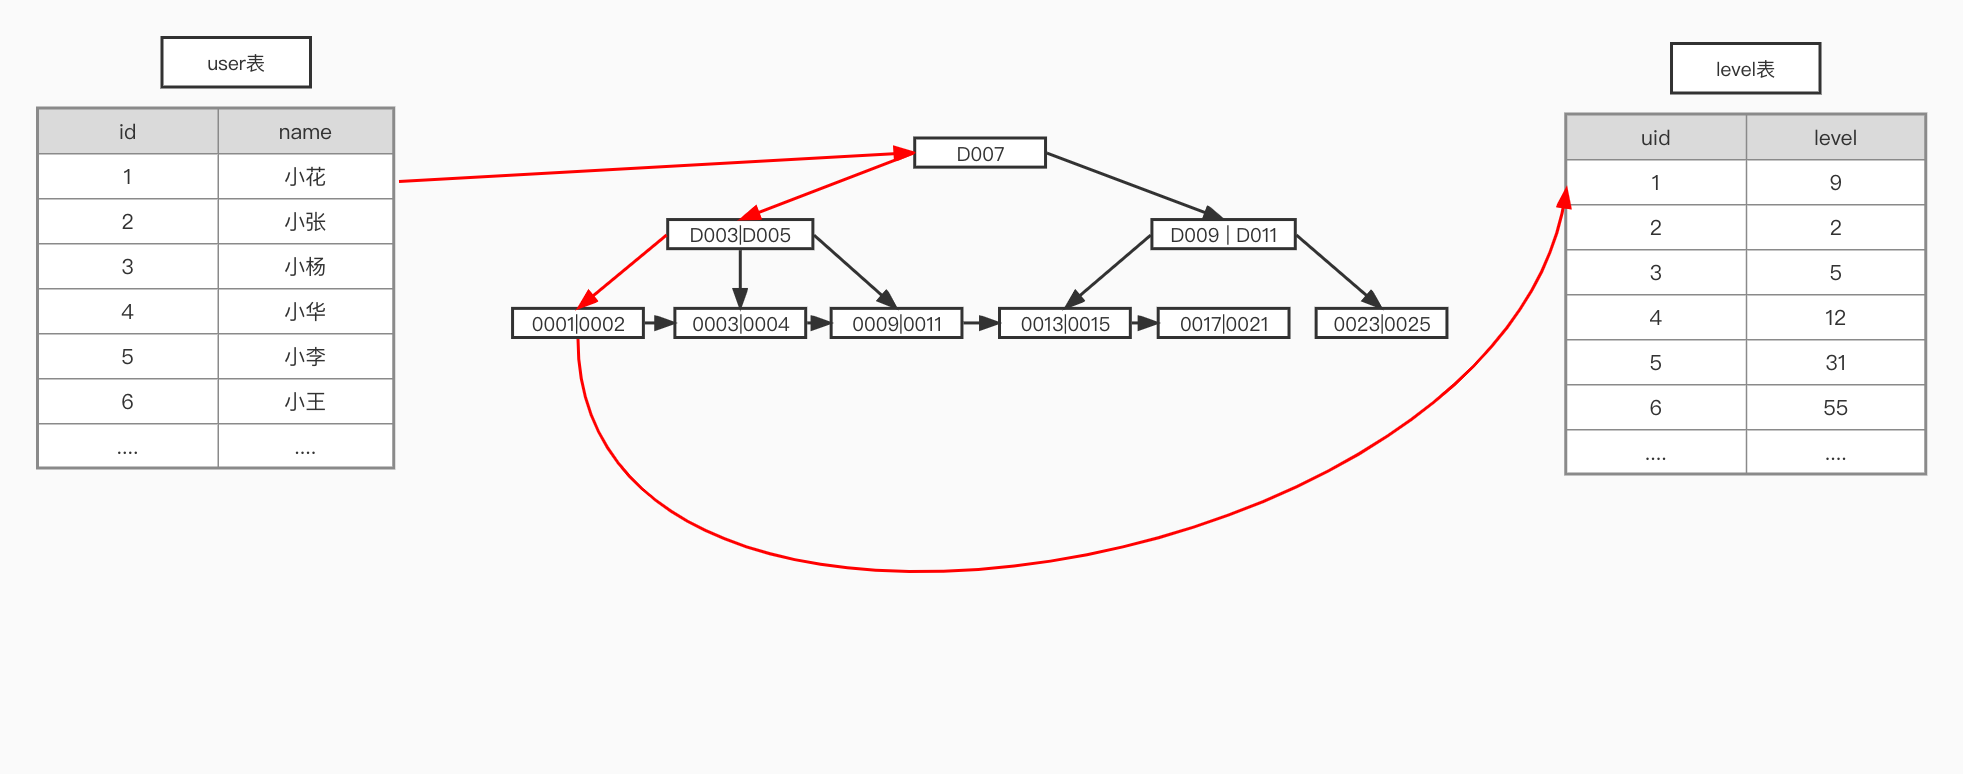 user表
id name
1 小花
2 小张
3 小杨
4 小华
5 小李
6 小王
.... ....
D007
D003|D005
D009 | D011
0001|0002
0003|0004
0009|0011
0013|0015
0017|0021
0023|0025
level表
uid level
1 9
2 2
3 5
4 12
5 31
6 55
.... ....